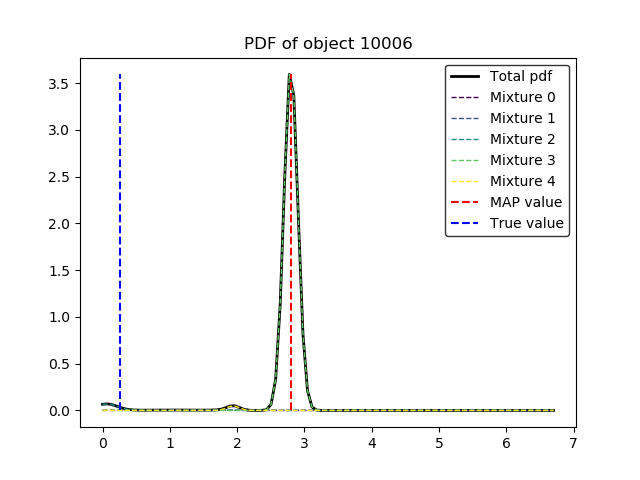 PDF of object 10006
3.5
3.0
2.5
2.0
1.5
1.0
0.5
0.0
0 1 2 3 4 5 6 7
Total pdf
Mixture 0
Mixture 1
Mixture 2
Mixture 3
Mixture 4
MAP value
True value